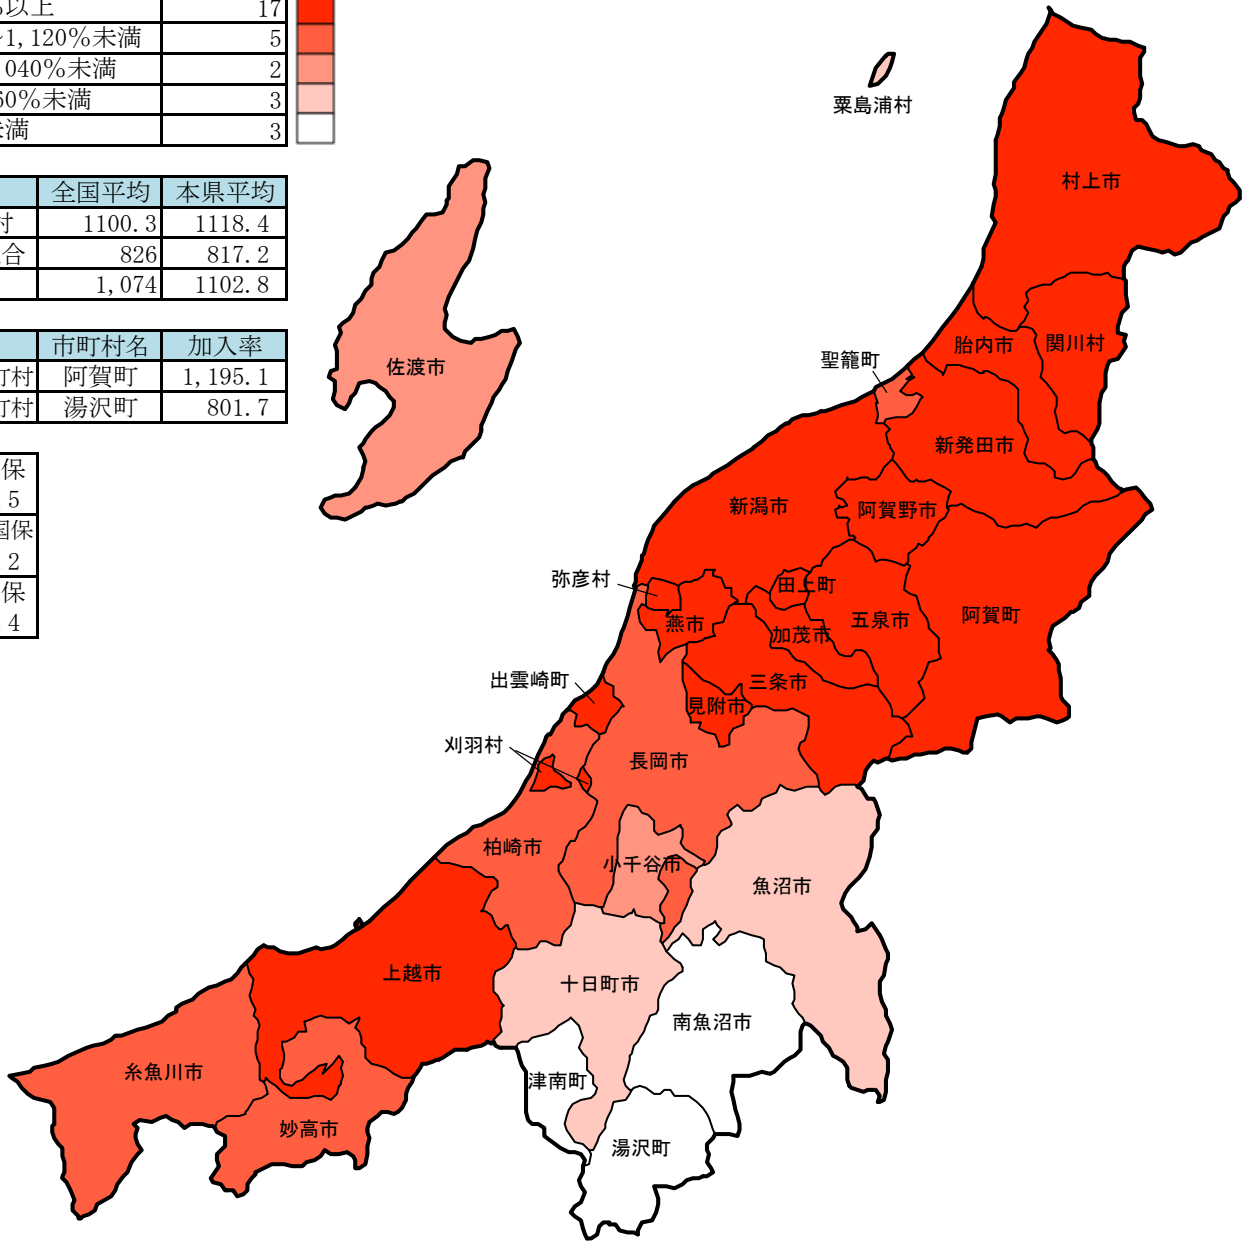 %以上 17
~1,120%未満 5
040%未満 2
60%未満 3
未満 3
全国平均 本県平均
村 1100.3 1118.4
合 826 817.2
1,074 1102.8
市町村名 加入率
町村 阿賀町 1,195.1
町村 湯沢町 801.7
保
.5
国保
.2
保
.4
粟島浦村
村上市
佐渡市
胎内市
関川村
聖籠町
新発田市
新潟市
阿賀野市
弥彦村
田上町
燕市
加茂市
五泉市
阿賀町
出雲崎町
三条市
見附市
刈羽村
長岡市
柏崎市
小千谷市
魚沼市
上越市
十日町市
南魚沼市
糸魚川市
津南町
妙高市
湯沢町